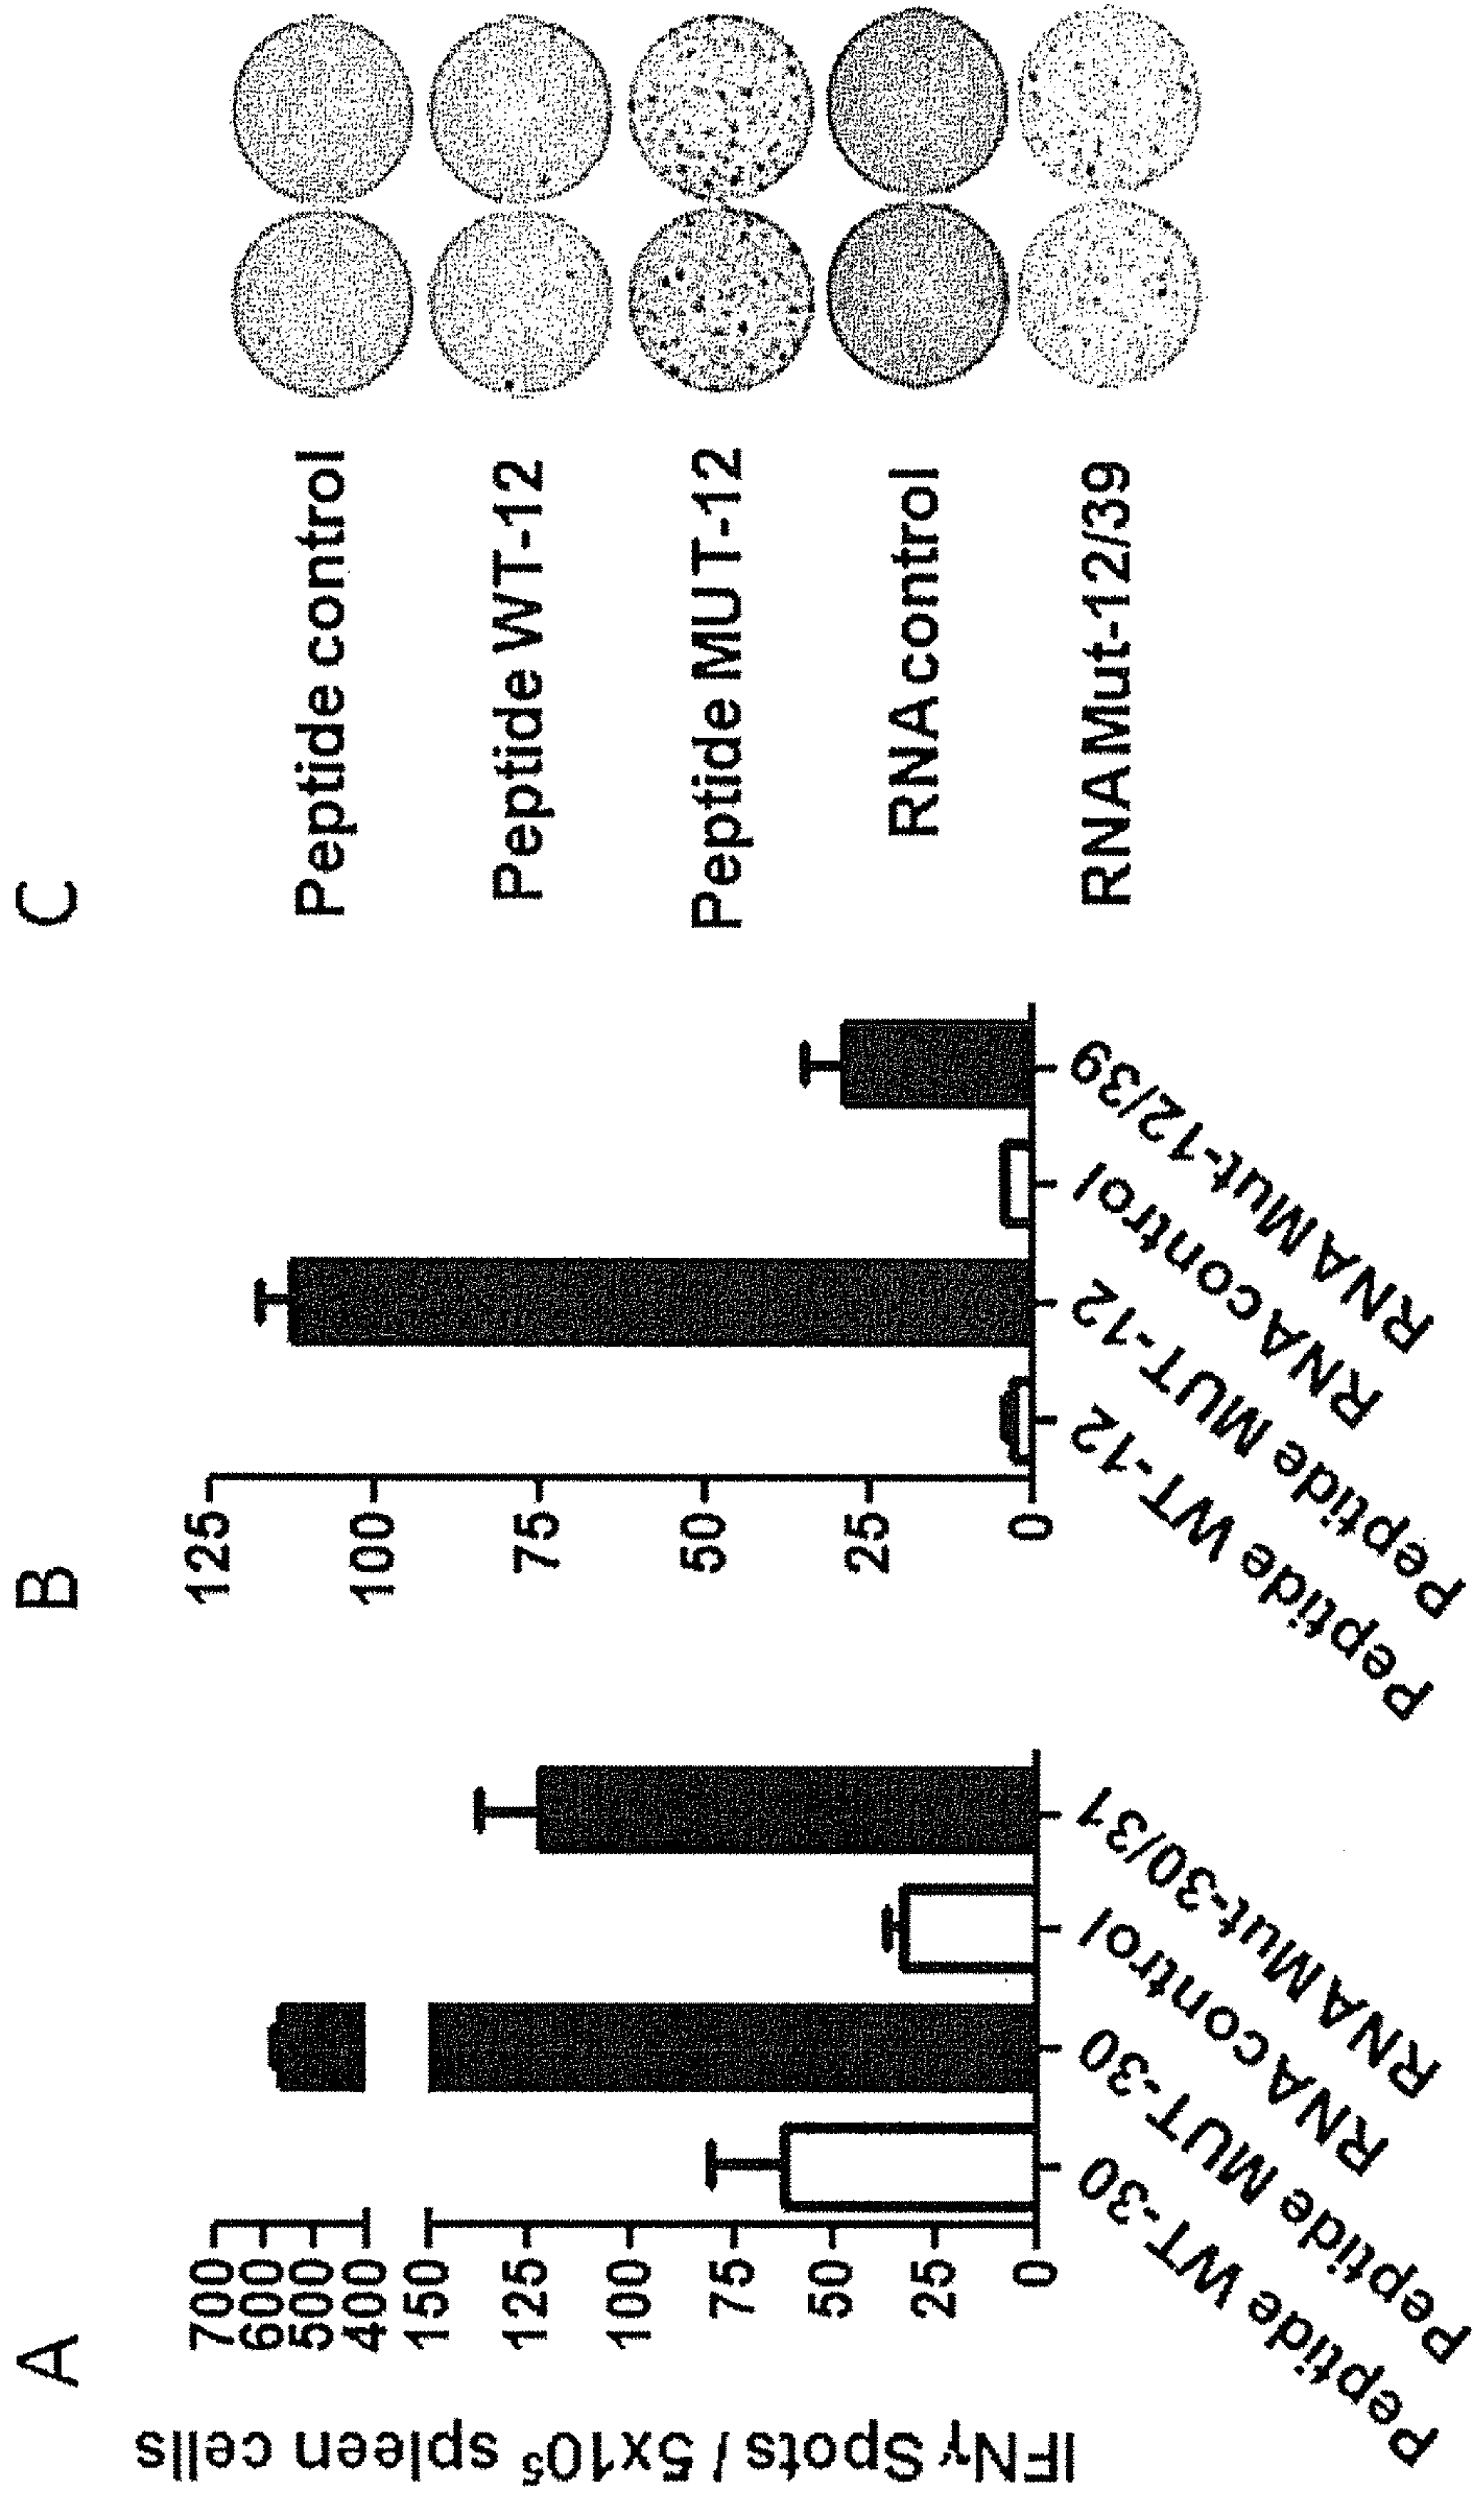 A
IFNγ Spots / 5x10⁵ spleen cells
700
600
500
400
150
125
100
75
50
25
0
Peptide WT-30
Peptide MUT-30
RNA control
RNA Mut-30/31
B
125
100
75
50
25
0
Peptide WT-12
Peptide MUT-12
RNA control
RNA Mut-12/39
C
Peptide control
Peptide WT-12
Peptide MUT-12
RNA control
RNA Mut-12/39